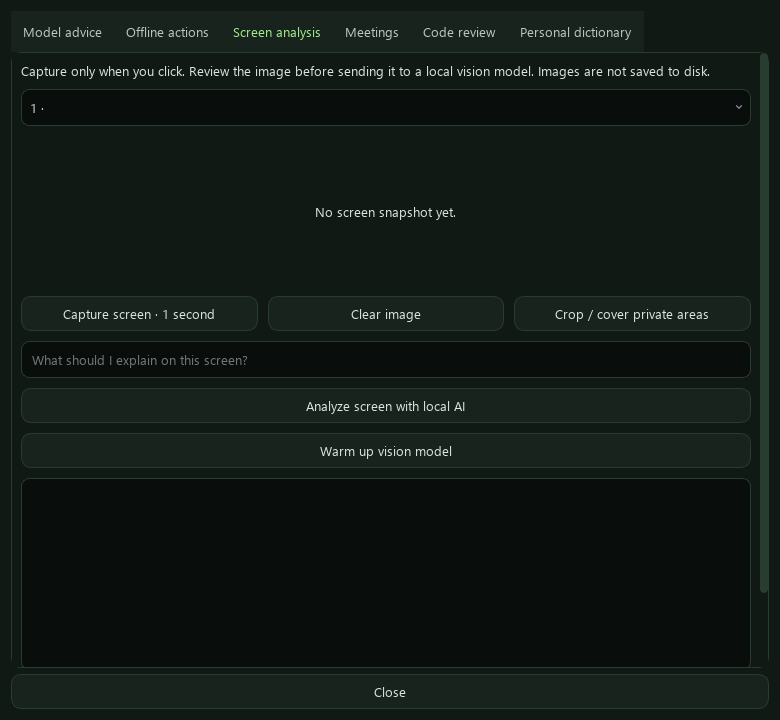 Model advice Offline actions Screen analysis Meetings Code review Personal dictionary
Capture only when you click. Review the image before sending it to a local vision model. Images are not saved to disk.
1 ·
No screen snapshot yet.
Capture screen · 1 second Clear image Crop / cover private areas
What should I explain on this screen?
Analyze screen with local AI
Warm up vision model
Close